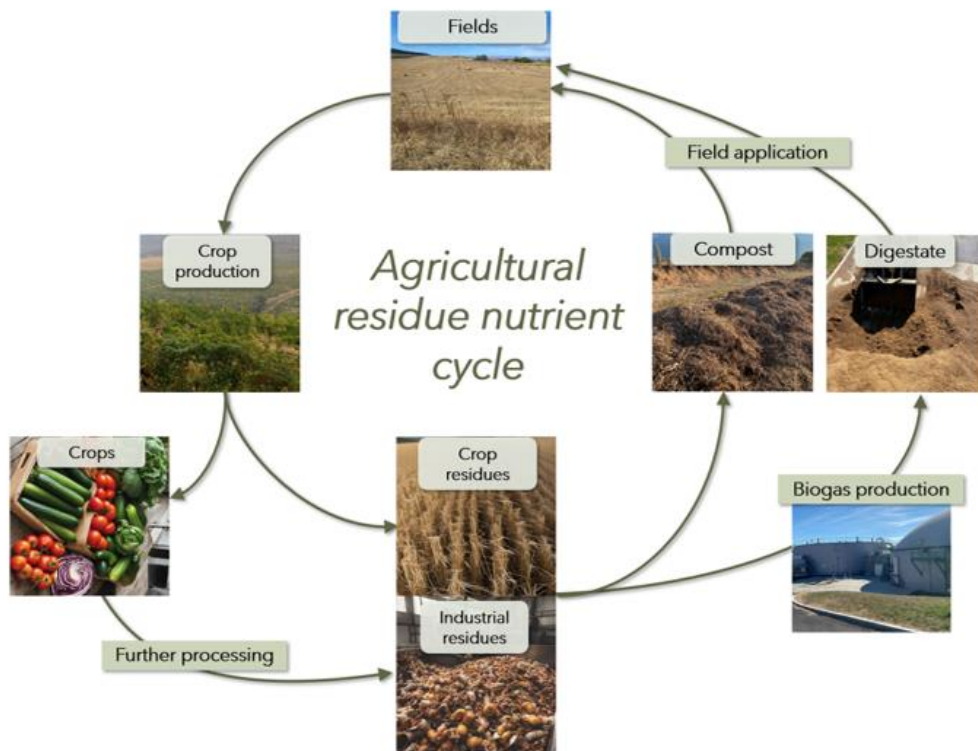 Fields
Field application
Crop
production
Agricultural
residue nutrient
cycle
Compost
Digestate
Crops
Crop
residues
Biogas production
Industrial
residues
Further processing